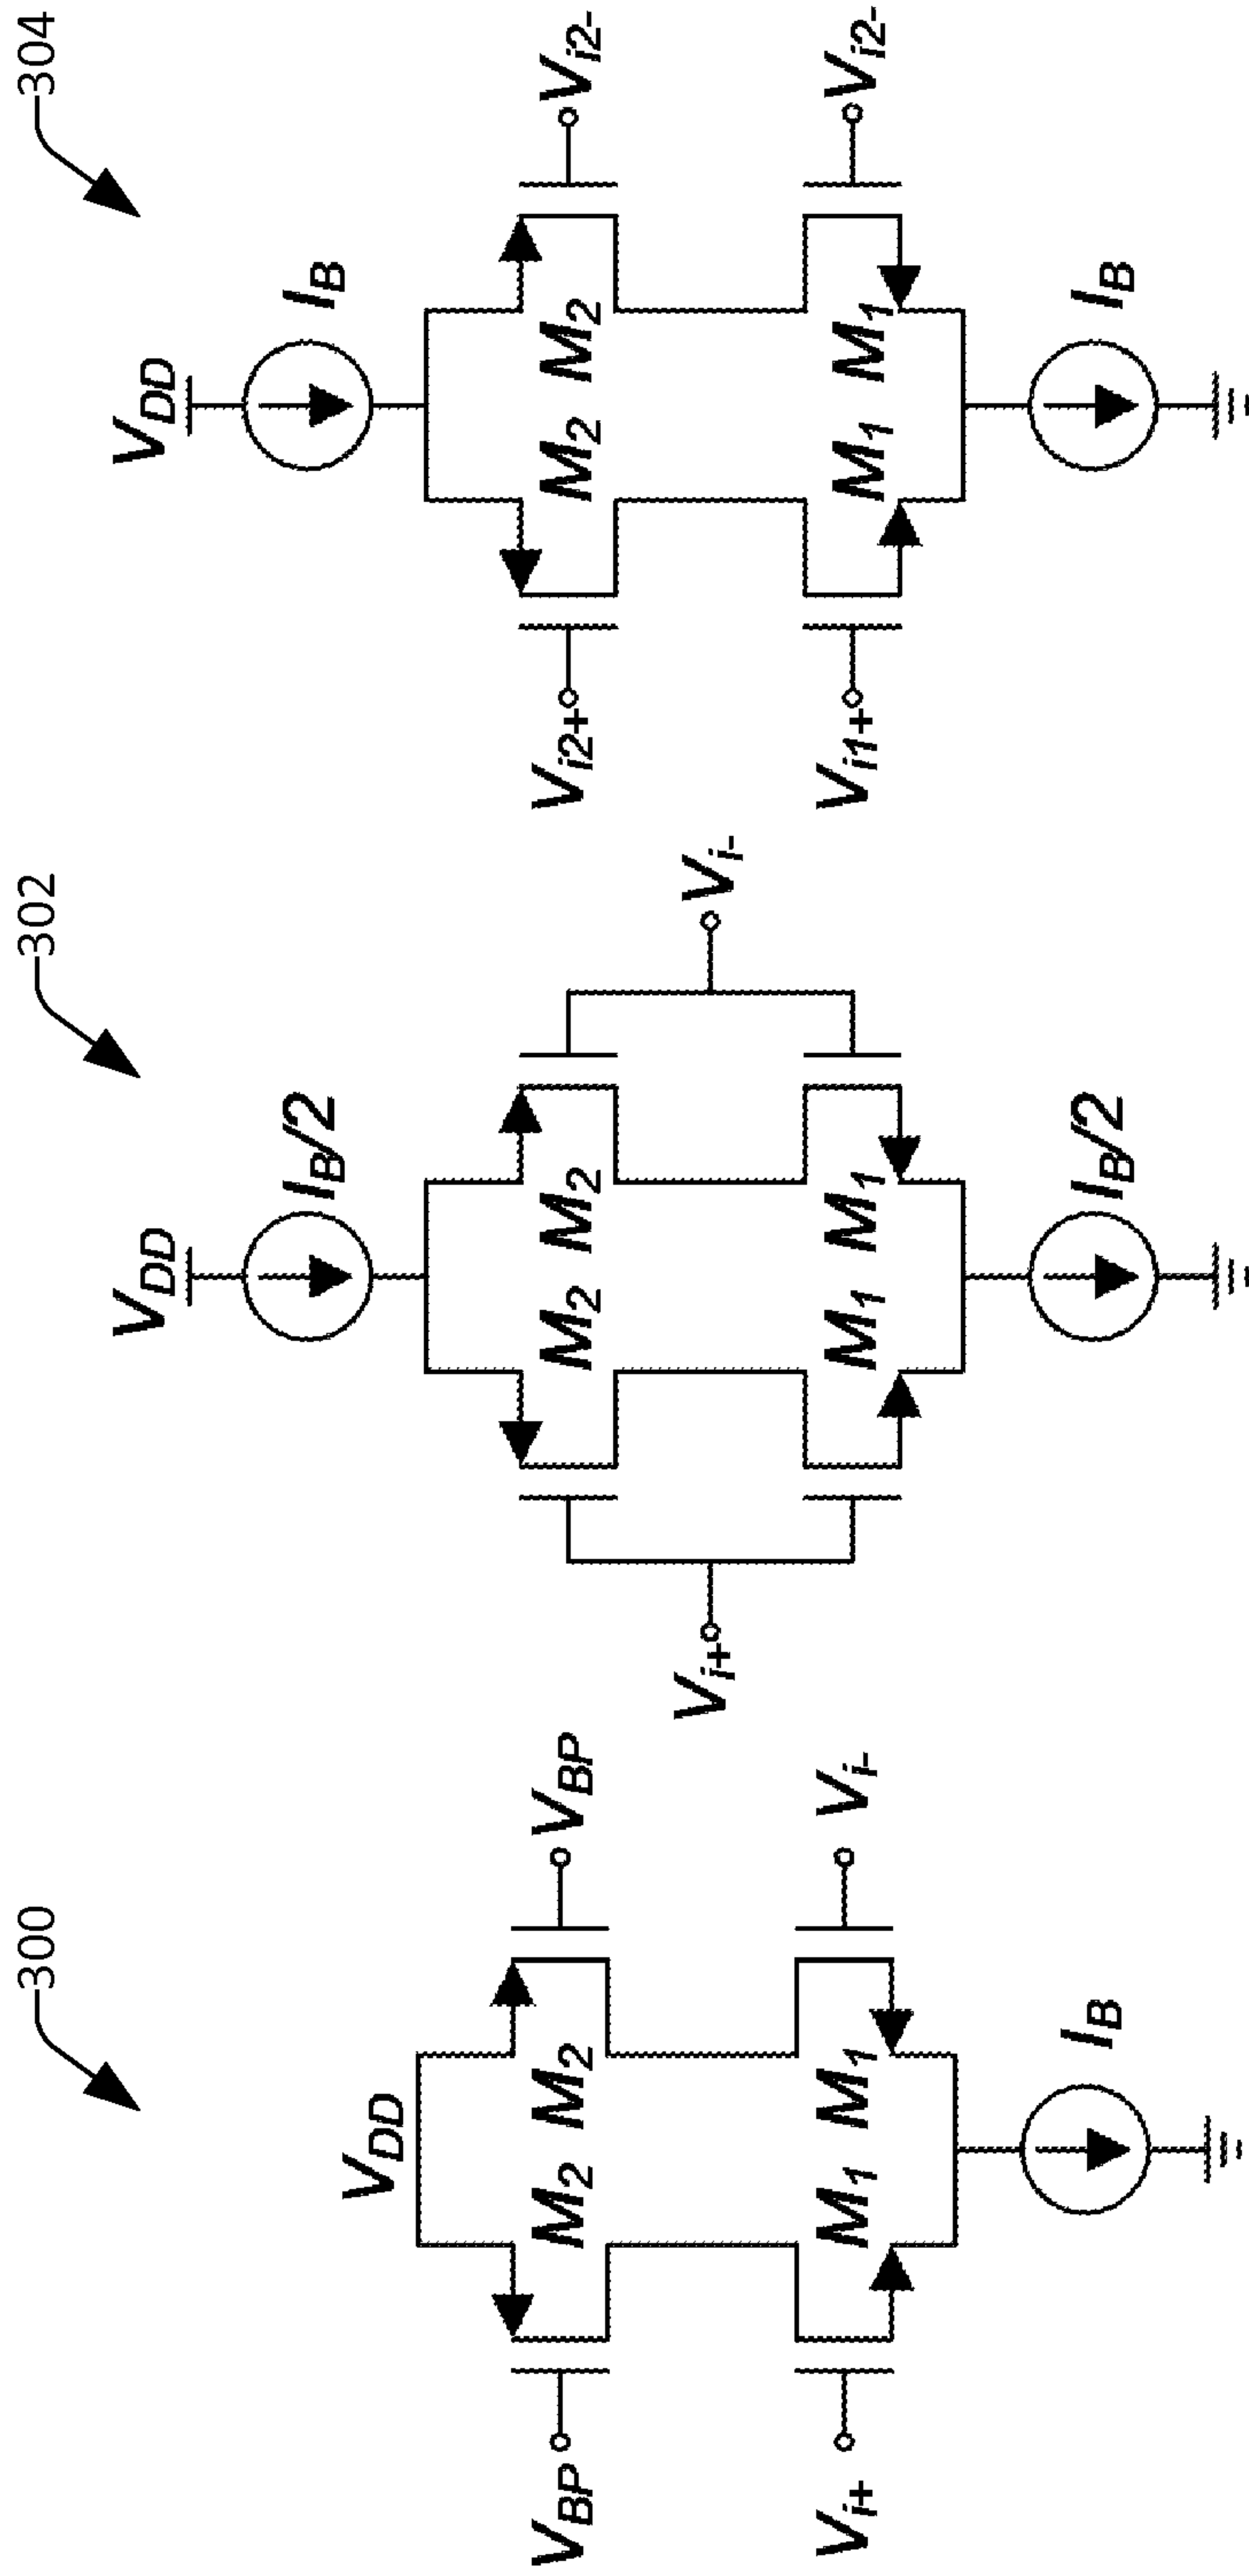 300
V_DD
V_BP
V_BP
M_2 M_2
M_1 M_1
V_i+
V_i-
I_B
302
V_DD
I_B/2
M_2 M_2
V_i+
V_i-
M_1 M_1
I_B/2
304
V_DD
I_B
V_i2+
V_i2-
M_2 M_2
M_1 M_1
V_i1+
V_i2-
I_B